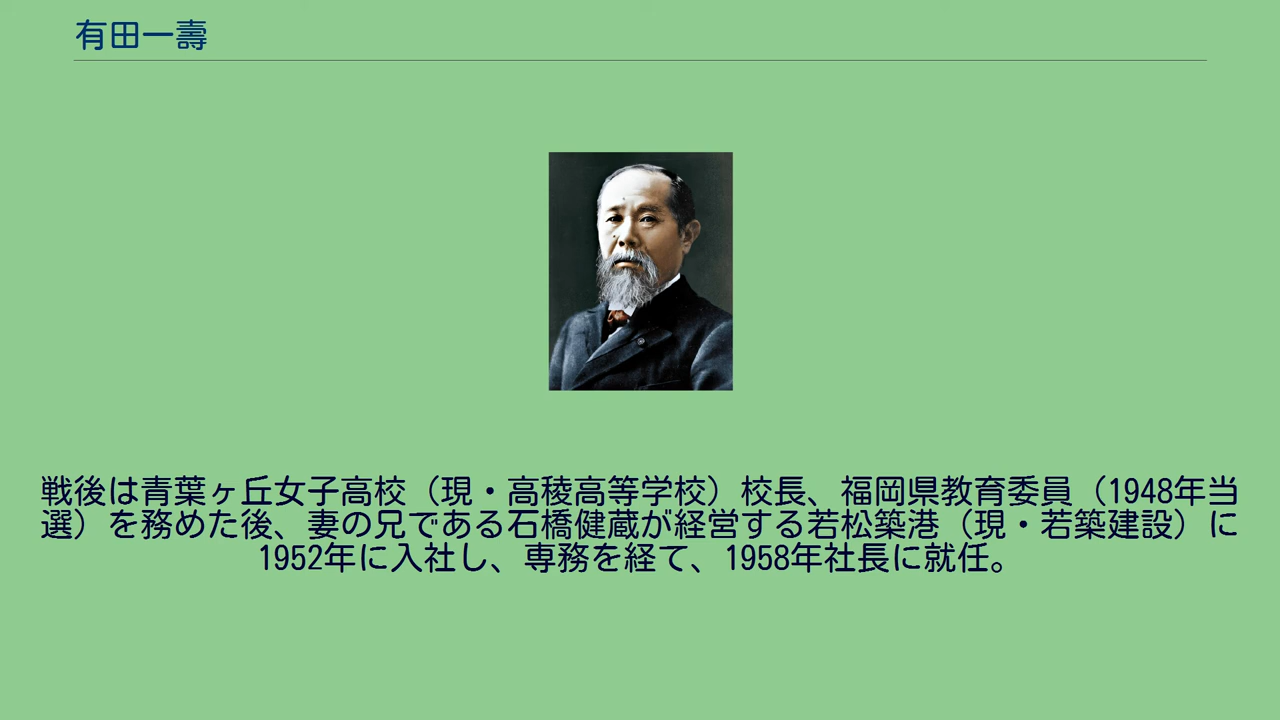 有田一壽
戦後は青葉ヶ丘女子高校（現・高稜高等学校）校長、福岡県教育委員（1948年当
選）を務めた後、妻の兄である石橋健蔵が経営する若松築港（現・若築建設）に
1952年に入社し、専務を経て、1958年社長に就任。